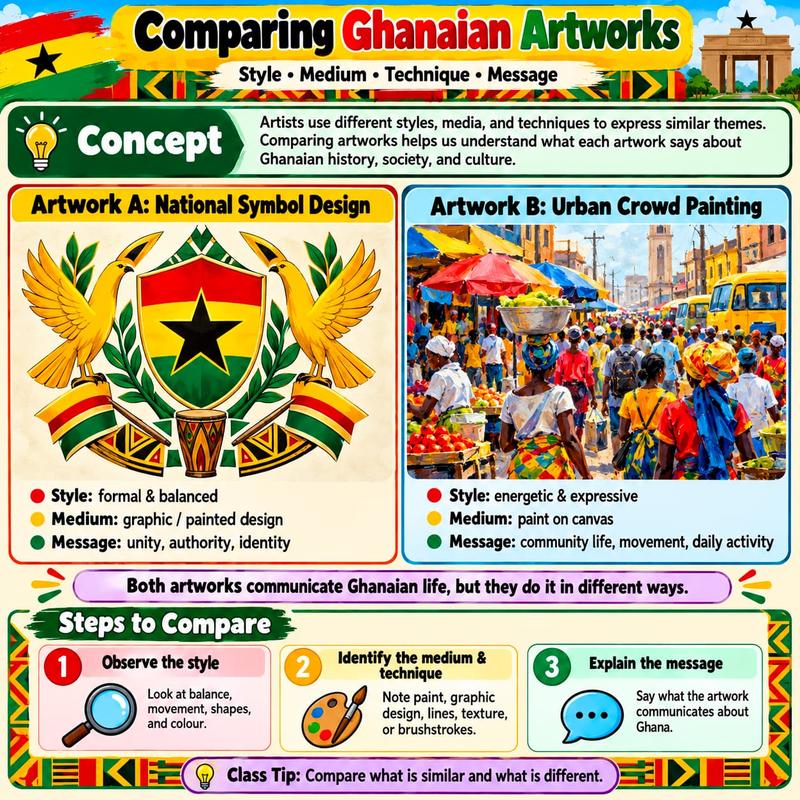 Comparing Ghanaian Artworks
Style • Medium • Technique • Message
Concept
Artists use different styles, media, and techniques to express similar themes.
Comparing artworks helps us understand what each artwork says about
Ghanaian history, society, and culture.
Artwork A: National Symbol Design
Style: formal & balanced
Medium: graphic / painted design
Message: unity, authority, identity
Artwork B: Urban Crowd Painting
Style: energetic & expressive
Medium: paint on canvas
Message: community life, movement, daily activity
Both artworks communicate Ghanaian life, but they do it in different ways.
Steps to Compare
1 Observe the style
Look at balance,
movement, shapes,
and colour.
2 Identify the medium &
technique
Note paint, graphic
design, lines, texture,
or brushstrokes.
3 Explain the message
Say what the artwork
communicates about
Ghana.
Class Tip: Compare what is similar and what is different.